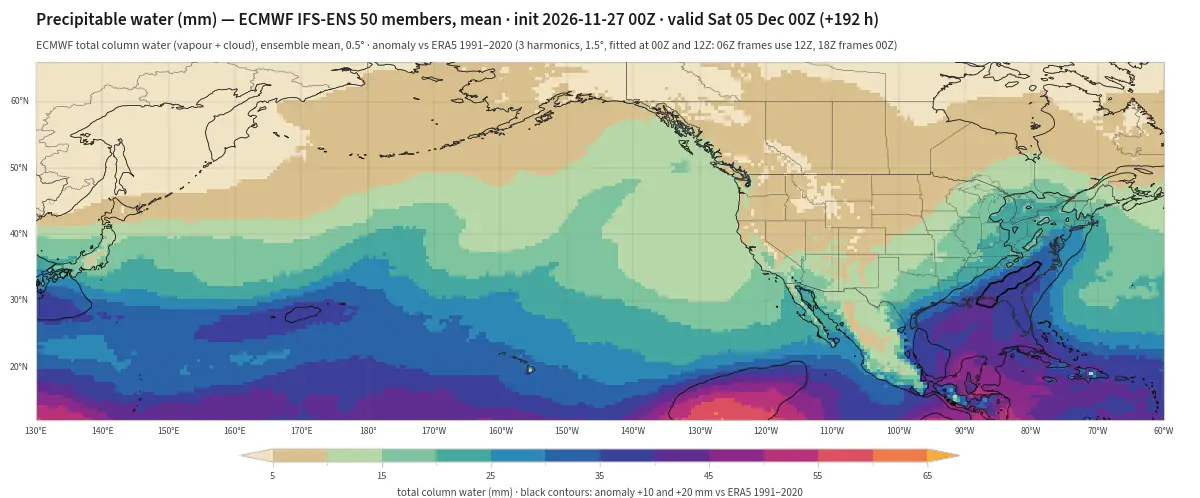 Precipitable water (mm) — ECMWF IFS-ENS 50 members, mean · init 2026-11-27 00Z · valid Sat 05 Dec 00Z (+192 h)
ECMWF total column water (vapour + cloud), ensemble mean, 0.5° · anomaly vs ERA5 1991–2020 (3 harmonics, 1.5°, fitted at 00Z and 12Z: 06Z frames use 12Z, 18Z frames 00Z)
60°N
50°N
40°N
30°N
20°N
130°E 140°E 150°E 160°E 170°E 180° 170°W 160°W 150°W 140°W 130°W 120°W 110°W 100°W 90°W 80°W 70°W 60°W
5 15 25 35 45 55 65
total column water (mm) · black contours: anomaly +10 and +20 mm vs ERA5 1991–2020